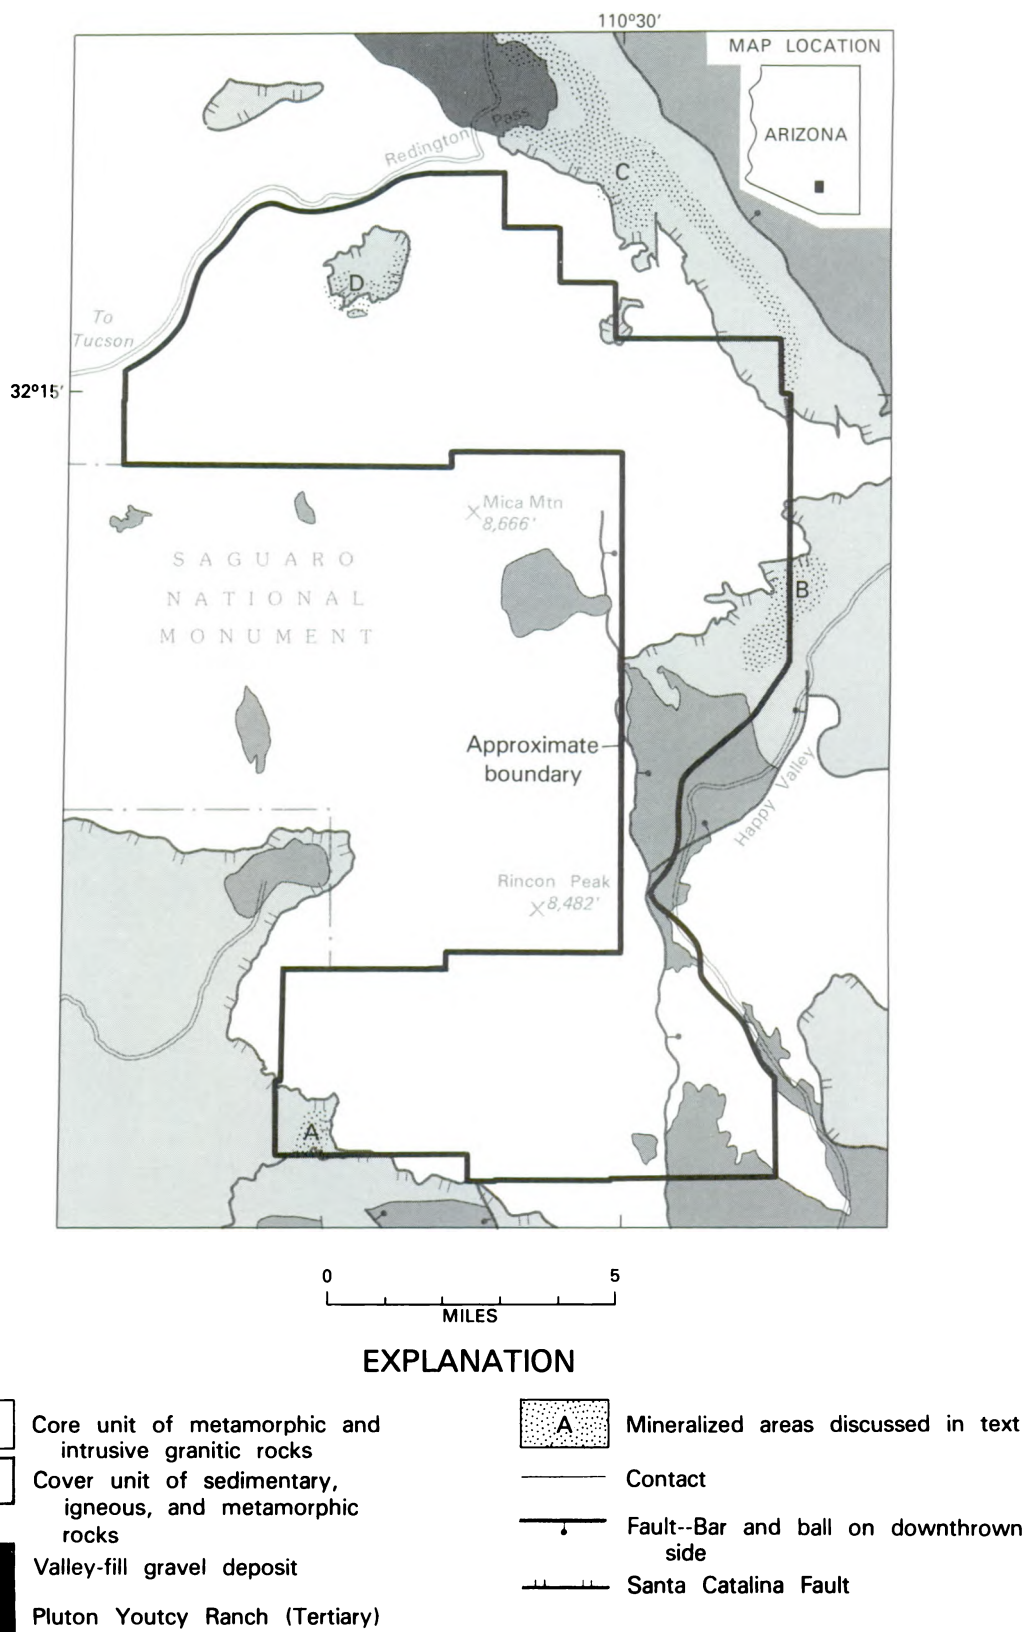 110°30'
MAP LOCATION
ARIZONA
Pass
Redington
C
D
To
Tucson
32°15'
Mica Mtn
8,666'
SAGUARO
NATIONAL
MONUMENT
B
Approximate
boundary
Happy Valley
Rincon Peak
8,482'
A
0 5
MILES
EXPLANATION
Core unit of metamorphic and
intrusive granitic rocks
Cover unit of sedimentary,
igneous, and metamorphic
rocks
Valley-fill gravel deposit
Pluton Youtcy Ranch (Tertiary)
A Mineralized areas discussed in text
Contact
Fault--Bar and ball on downthrown
side
Santa Catalina Fault